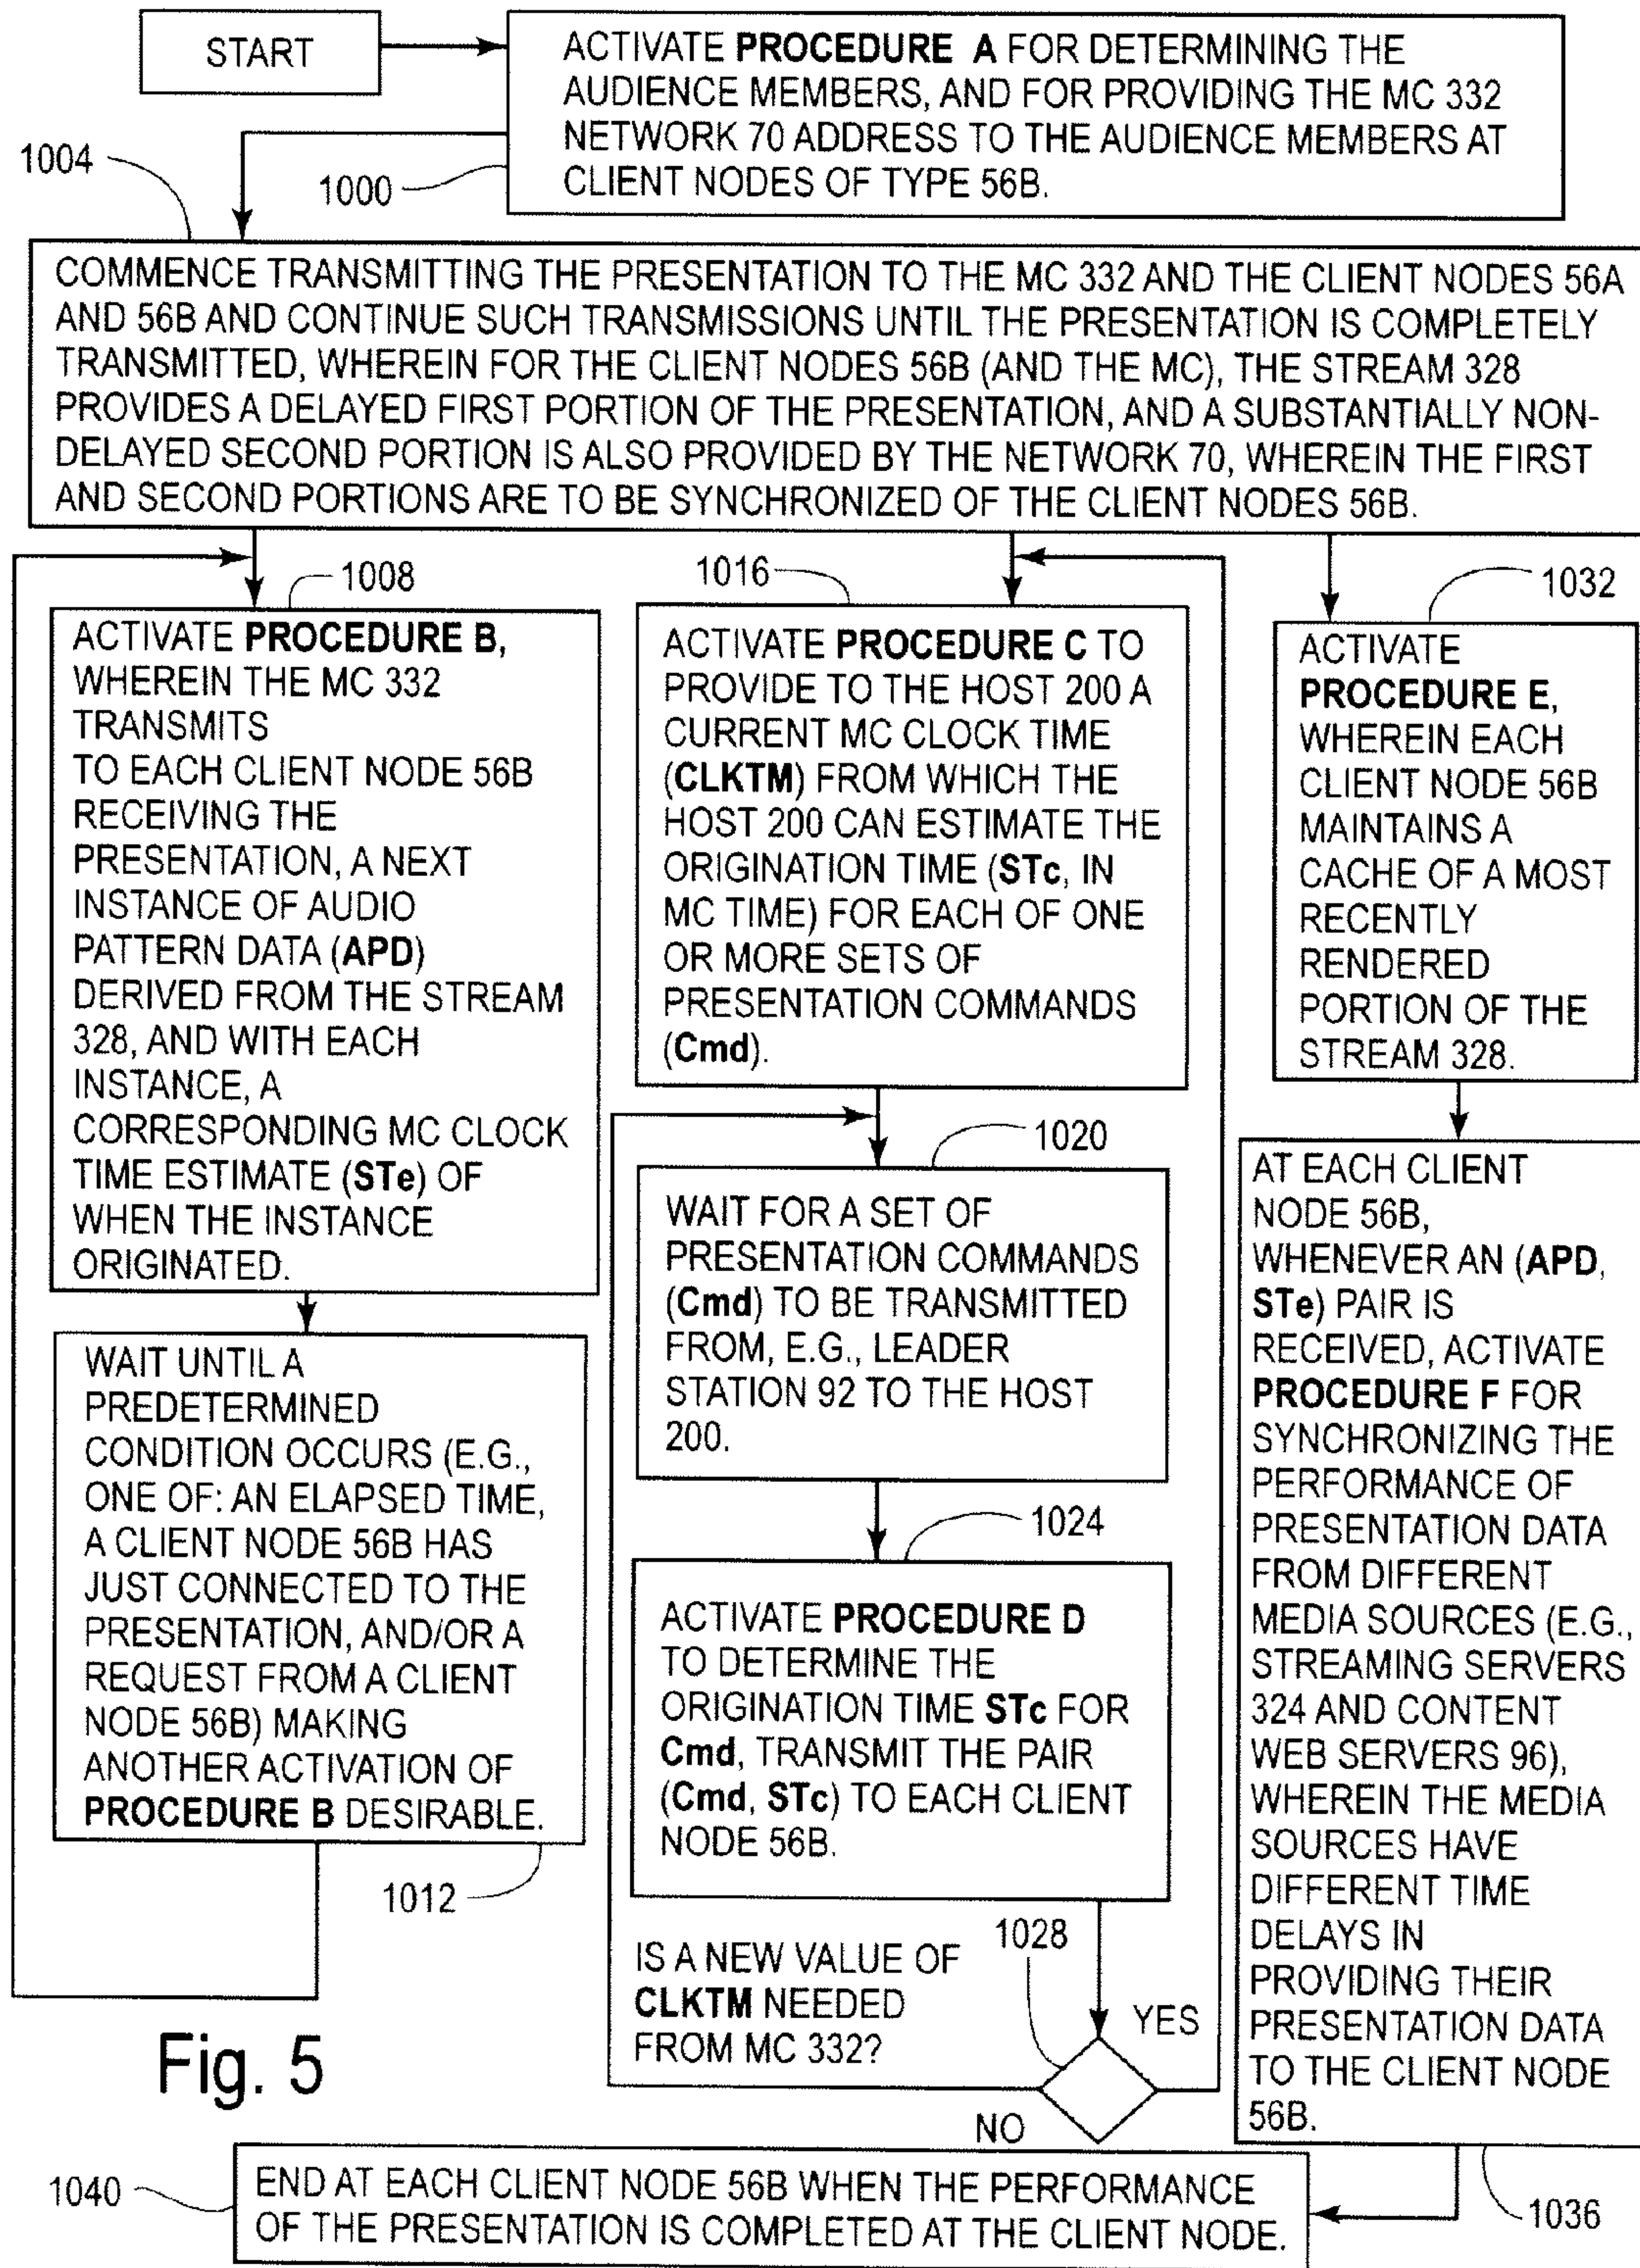 START
ACTIVATE PROCEDURE A FOR DETERMINING THE
AUDIENCE MEMBERS, AND FOR PROVIDING THE MC 332
NETWORK 70 ADDRESS TO THE AUDIENCE MEMBERS AT
CLIENT NODES OF TYPE 56B.
1004
1000
COMMENCE TRANSMITTING THE PRESENTATION TO THE MC 332 AND THE CLIENT NODES 56A
AND 56B AND CONTINUE SUCH TRANSMISSIONS UNTIL THE PRESENTATION IS COMPLETELY
TRANSMITTED, WHEREIN FOR THE CLIENT NODES 56B (AND THE MC), THE STREAM 328
PROVIDES A DELAYED FIRST PORTION OF THE PRESENTATION, AND A SUBSTANTIALLY NON-
DELAYED SECOND PORTION IS ALSO PROVIDED BY THE NETWORK 70, WHEREIN THE FIRST
AND SECOND PORTIONS ARE TO BE SYNCHRONIZED OF THE CLIENT NODES 56B.
1008
ACTIVATE PROCEDURE B,
WHEREIN THE MC 332
TRANSMITS
TO EACH CLIENT NODE 56B
RECEIVING THE
PRESENTATION, A NEXT
INSTANCE OF AUDIO
PATTERN DATA (APD)
DERIVED FROM THE STREAM
328, AND WITH EACH
INSTANCE, A
CORRESPONDING MC CLOCK
TIME ESTIMATE (STe) OF
WHEN THE INSTANCE
ORIGINATED.
WAIT UNTIL A
PREDETERMINED
CONDITION OCCURS (E.G.,
ONE OF: AN ELAPSED TIME,
A CLIENT NODE 56B HAS
JUST CONNECTED TO THE
PRESENTATION, AND/OR A
REQUEST FROM A CLIENT
NODE 56B) MAKING
ANOTHER ACTIVATION OF
PROCEDURE B DESIRABLE.
1012
1016
ACTIVATE PROCEDURE C TO
PROVIDE TO THE HOST 200 A
CURRENT MC CLOCK TIME
(CLKTM) FROM WHICH THE
HOST 200 CAN ESTIMATE THE
ORIGINATION TIME (STc, IN
MC TIME) FOR EACH OF ONE
OR MORE SETS OF
PRESENTATION COMMANDS
(Cmd).
1020
WAIT FOR A SET OF
PRESENTATION COMMANDS
(Cmd) TO BE TRANSMITTED
FROM, E.G., LEADER
STATION 92 TO THE HOST
200.
1024
ACTIVATE PROCEDURE D
TO DETERMINE THE
ORIGINATION TIME STc FOR
Cmd, TRANSMIT THE PAIR
(Cmd, STc) TO EACH CLIENT
NODE 56B.
1028
IS A NEW VALUE OF
CLKTM NEEDED
FROM MC 332?
YES
NO
1032
ACTIVATE
PROCEDURE E,
WHEREIN EACH
CLIENT NODE 56B
MAINTAINS A
CACHE OF A MOST
RECENTLY
RENDERED
PORTION OF THE
STREAM 328.
AT EACH CLIENT
NODE 56B,
WHENEVER AN (APD,
STe) PAIR IS
RECEIVED, ACTIVATE
PROCEDURE F FOR
SYNCHRONIZING THE
PERFORMANCE OF
PRESENTATION DATA
FROM DIFFERENT
MEDIA SOURCES (E.G.,
STREAMING SERVERS
324 AND CONTENT
WEB SERVERS 96),
WHEREIN THE MEDIA
SOURCES HAVE
DIFFERENT TIME
DELAYS IN
PROVIDING THEIR
PRESENTATION DATA
TO THE CLIENT NODE
56B.
1036
Fig. 5
1040
END AT EACH CLIENT NODE 56B WHEN THE PERFORMANCE
OF THE PRESENTATION IS COMPLETED AT THE CLIENT NODE.